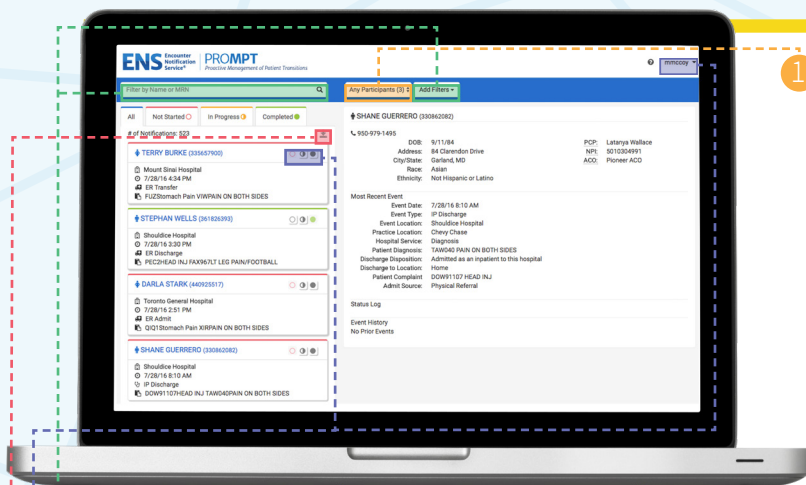 ENS Encounter Notification Service® PROMPT
Proactive Management of Patient Transitions
mmccoy
1
Filter by Name or MRN
Any Participants (3)
Add Filters
All Not Started In Progress Completed
# of Notifications: 523
TERRY BURKE (335657900)
Mount Sinai Hospital
7/28/16 4:34 PM
ER Transfer
FUZStomach Pain VIWPAIN ON BOTH SIDES
STEPHAN WELLS (361826393)
Shouldice Hospital
7/28/16 3:30 PM
ER Discharge
PEC2HEAD INJ FAX967LT LEG PAIN/FOOTBALL
DARLA STARK (440925517)
Toronto General Hospital
7/28/16 2:51 PM
ER Admit
QIQ1Stomach Pain XIRPAIN ON BOTH SIDES
SHANE GUERRERO (330862082)
Shouldice Hospital
7/28/16 8:10 AM
IP Discharge
DOW91107HEAD INJ TAW040PAIN ON BOTH SIDES
SHANE GUERRERO (330862082)
950-979-1495
DOB: 9/11/84 PCP: Latanya Wallace
Address: 84 Clarendon Drive NPI: 5010304991
City/State: Garland, MD ACO: Pioneer ACO
Race: Asian
Ethnicity: Not Hispanic or Latino
Most Recent Event
Event Date: 7/28/16 8:10 AM
Event Type: IP Discharge
Event Location: Shouldice Hospital
Practice Location: Chevy Chase
Hospital Service: Diagnosis
Patient Diagnosis: TAW040 PAIN ON BOTH SIDES
Discharge Disposition: Admitted as an inpatient to this hospital
Discharge to Location: Home
Patient Complaint DOW91107 HEAD INJ
Admit Source: Physical Referral
Status Log
Event History
No Prior Events